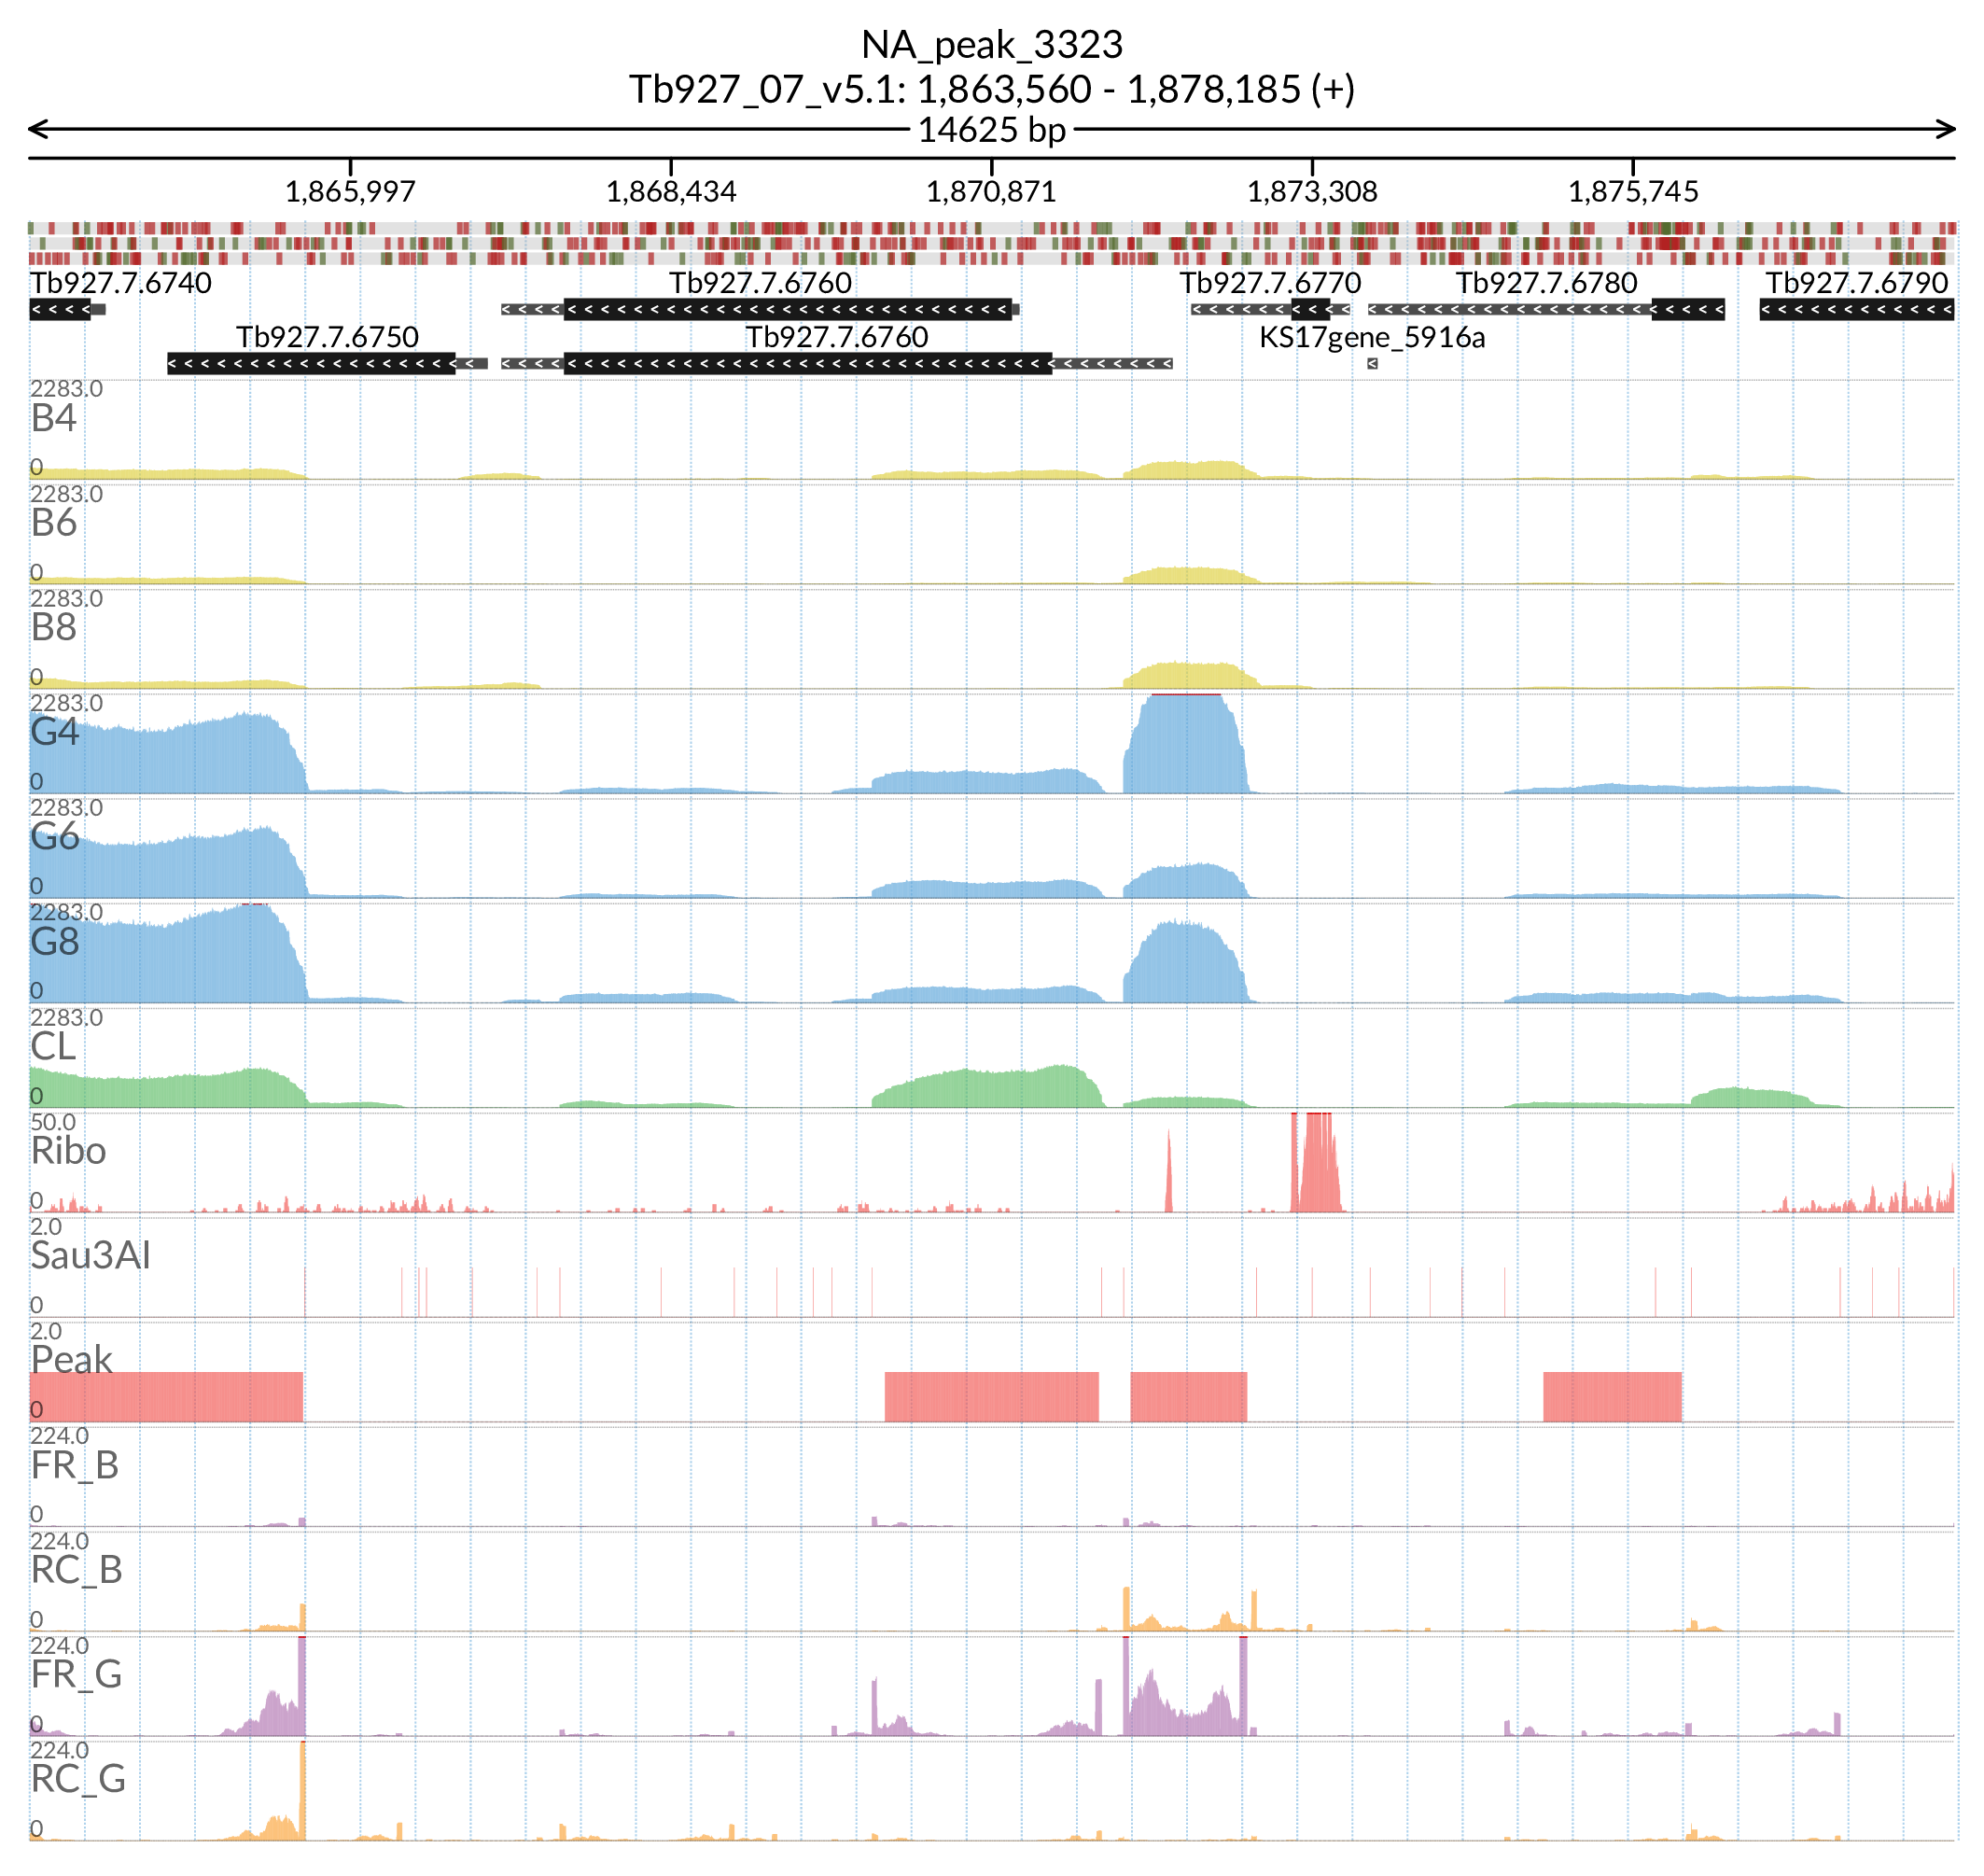 NA_peak_3323
Tb927_07_v5.1: 1,863,560 - 1,878,185 (+)
14625 bp
1,865,997 1,868,434 1,870,871 1,873,308 1,875,745
Tb927.7.6740 Tb927.7.6760 Tb927.7.6770 Tb927.7.6780 Tb927.7.6790
Tb927.7.6750 Tb927.7.6760 KS17gene_5916a
2283.0
B4
0
2283.0
B6
0
2283.0
B8
0
2283.0
G4
0
2283.0
G6
0
2283.0
G8
0
2283.0
CL
0
50.0
Ribo
0
2.0
Sau3AI
0
2.0
Peak
0
224.0
FR_B
0
224.0
RC_B
0
224.0
FR_G
0
224.0
RC_G
0